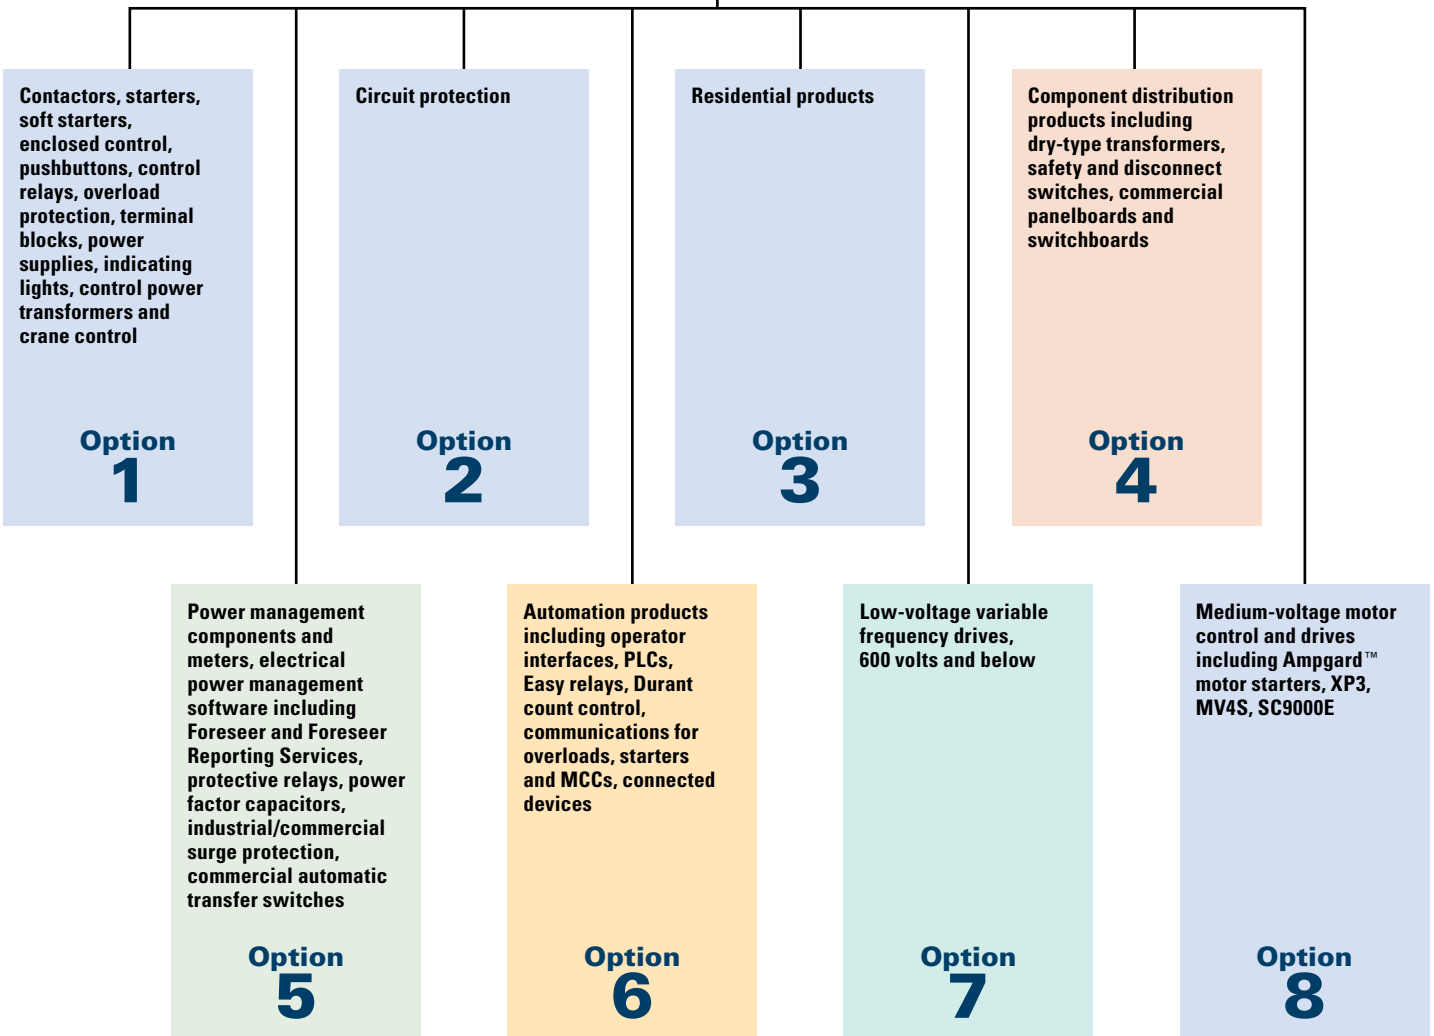 Contactors, starters,
soft starters,
enclosed control,
pushbuttons, control
relays, overload
protection, terminal
blocks, power
supplies, indicating
lights, control power
transformers and
crane control
Option
1
Circuit protection
Option
2
Residential products
Option
3
Component distribution
products including
dry-type transformers,
safety and disconnect
switches, commercial
panelboards and
switchboards
Option
4
Power management
components and
meters, electrical
power management
software including
Foreseer and Foreseer
Reporting Services,
protective relays, power
factor capacitors,
industrial/commercial
surge protection,
commercial automatic
transfer switches
Option
5
Automation products
including operator
interfaces, PLCs,
Easy relays, Durant
count control,
communications for
overloads, starters
and MCCs, connected
devices
Option
6
Low-voltage variable
frequency drives,
600 volts and below
Option
7
Medium-voltage motor
control and drives
including Ampgard™
motor starters, XP3,
MV4S, SC9000E
Option
8